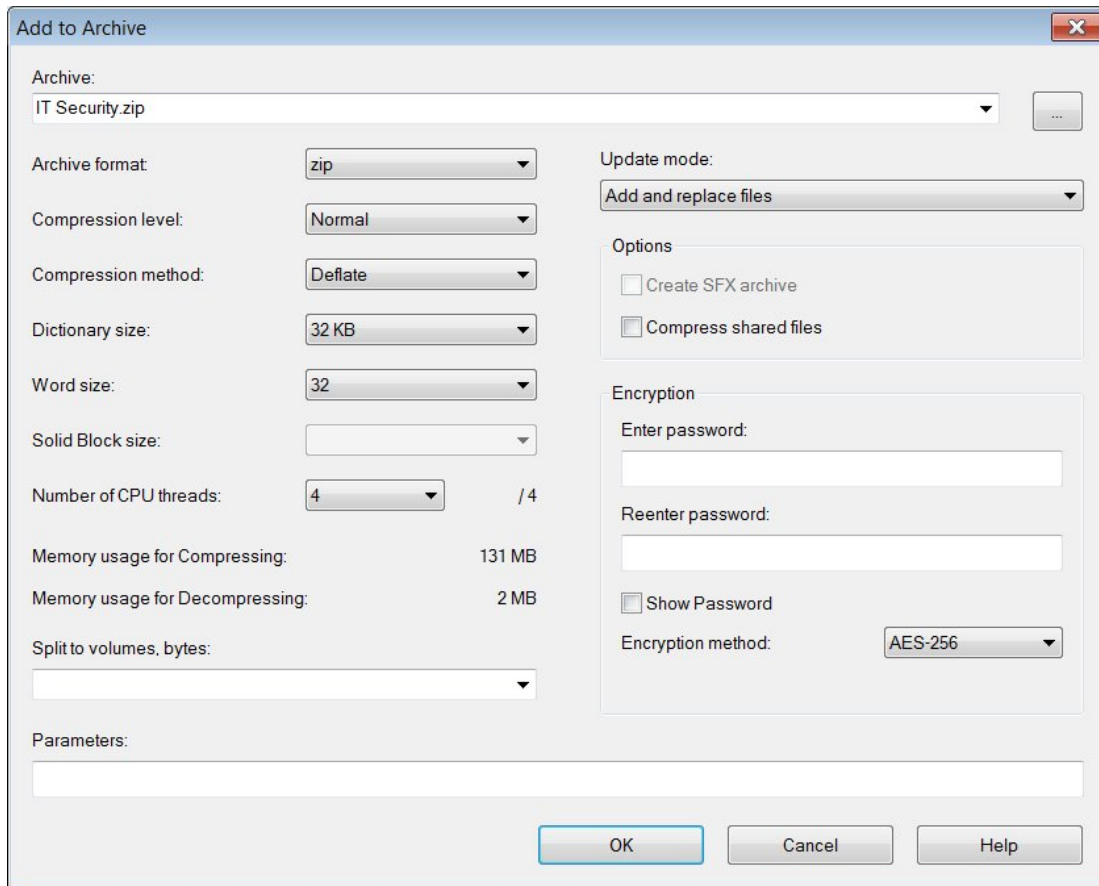 Add to Archive
Archive:
IT Security.zip
...
Archive format:
zip
Compression level:
Normal
Compression method:
Deflate
Dictionary size:
32 KB
Word size:
32
Solid Block size:
Number of CPU threads:
4
/ 4
Memory usage for Compressing:
131 MB
Memory usage for Decompressing:
2 MB
Split to volumes, bytes:
Update mode:
Add and replace files
Options
Create SFX archive
Compress shared files
Encryption
Enter password:
Reenter password:
Show Password
Encryption method:
AES-256
Parameters:
OK
Cancel
Help